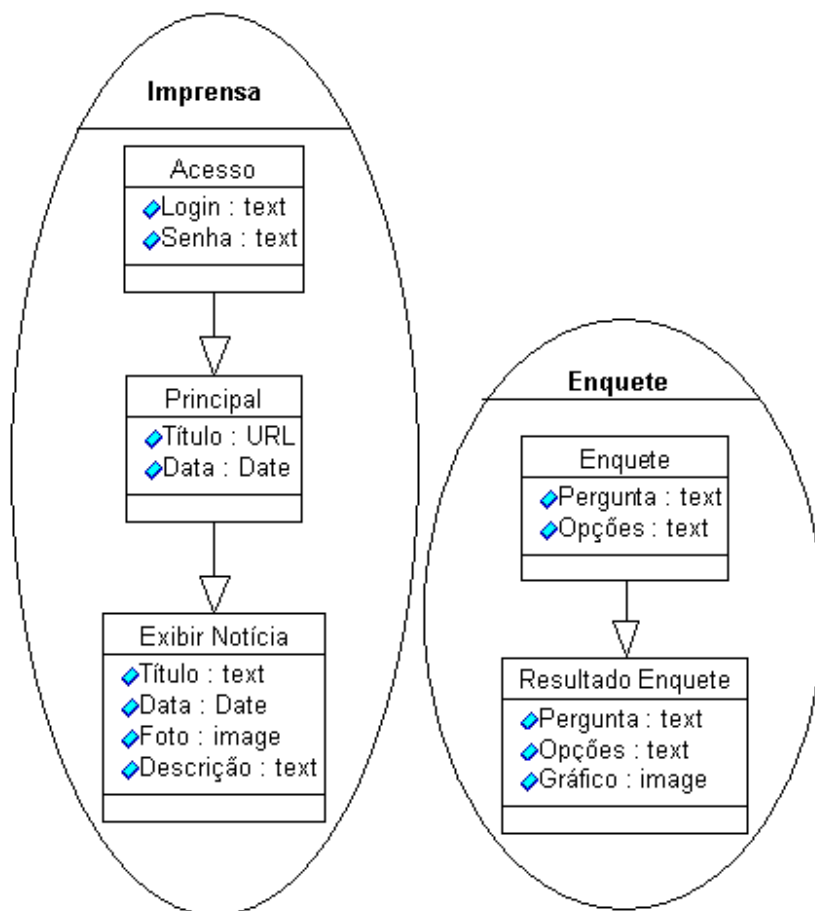 Imprensa
Acesso
Login : text
Senha : text
Principal
Título : URL
Data : Date
Exibir Notícia
Título : text
Data : Date
Foto : image
Descrição : text
Enquete
Enquete
Pergunta : text
Opções : text
Resultado Enquete
Pergunta : text
Opções : text
Gráfico : image